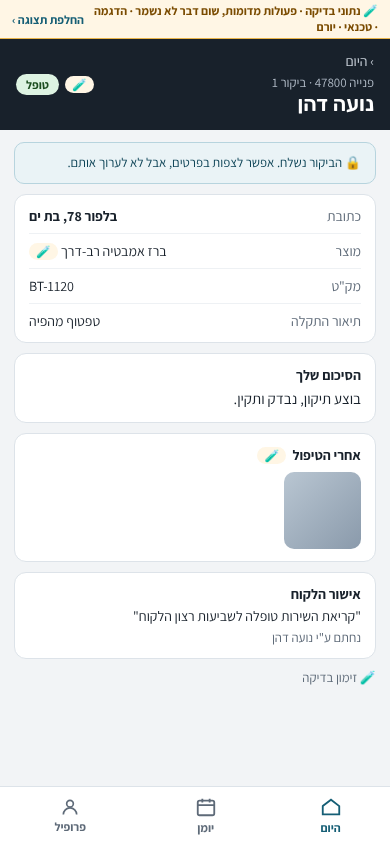 🧪 נתוני בדיקה · פעולות מדומות, שום דבר לא נשמר · הדגמה
· טכנאי · יורם
החלפת תצוגה ›
› היום
פנייה 47800 · ביקור 1
נועה דהן
🧪 טופל
🔒 הביקור נשלח. אפשר לצפות בפרטים, אבל לא לערוך אותם.
כתובת בלפור 78, בת ים
מוצר ברז אמבטיה רב-דרך 🧪
מק"ט BT-1120
תיאור התקלה טפטוף מהפיה
הסיכום שלך
בוצע תיקון, נבדק ותקין.
אחרי הטיפול 🧪
אישור הלקוח
"קריאת השירות טופלה לשביעות רצון הלקוח"
נחתם ע"י נועה דהן
🧪 זימון בדיקה
היום
יומן
פרופיל